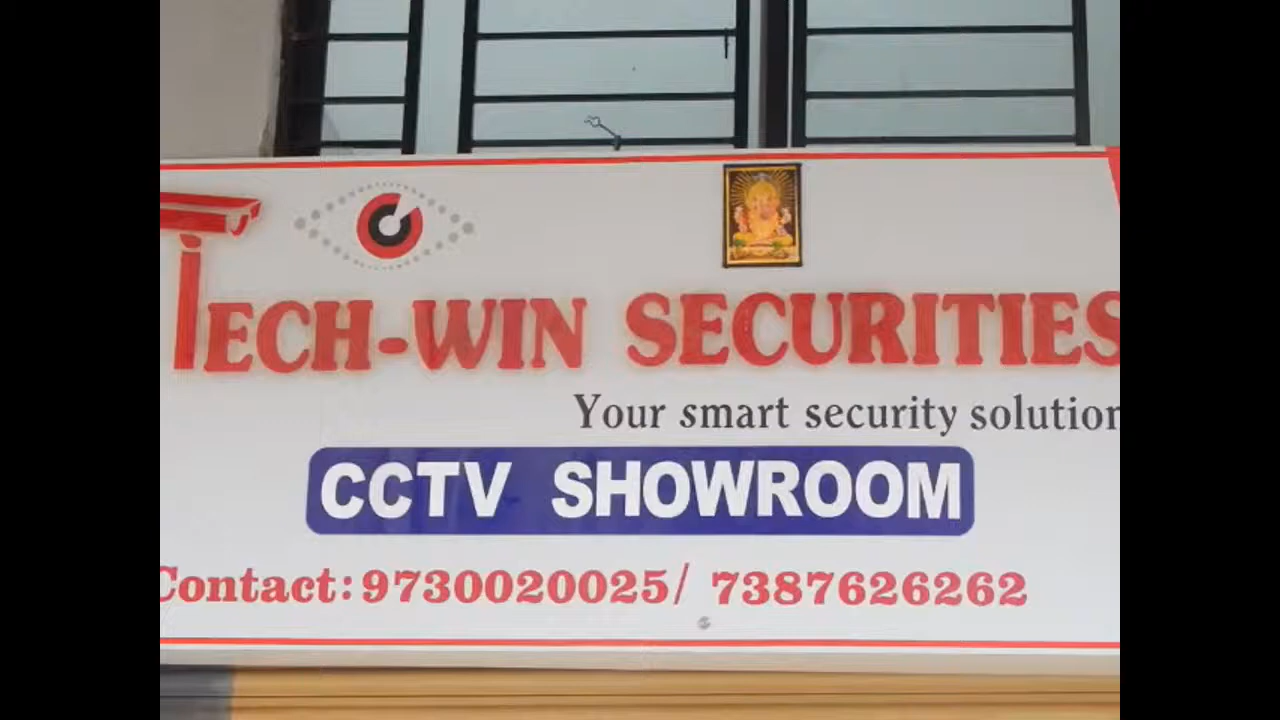 TECH-WIN SECURITIES
Your smart security solution
CCTV SHOWROOM
Contact: 9730020025/ 7387626262